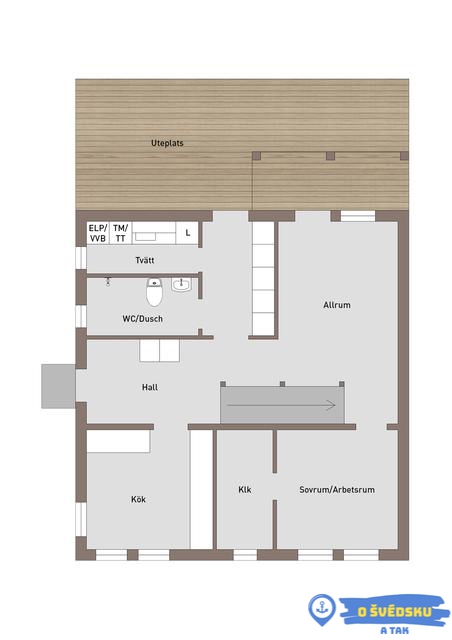 Uteplats
ELP/ TM/
VVB TT L
Tvätt
WC/Dusch
Allrum
Hall
Kök
Klk
Sovrum/Arbetsrum
O ŠVÉDSKU
A TAK